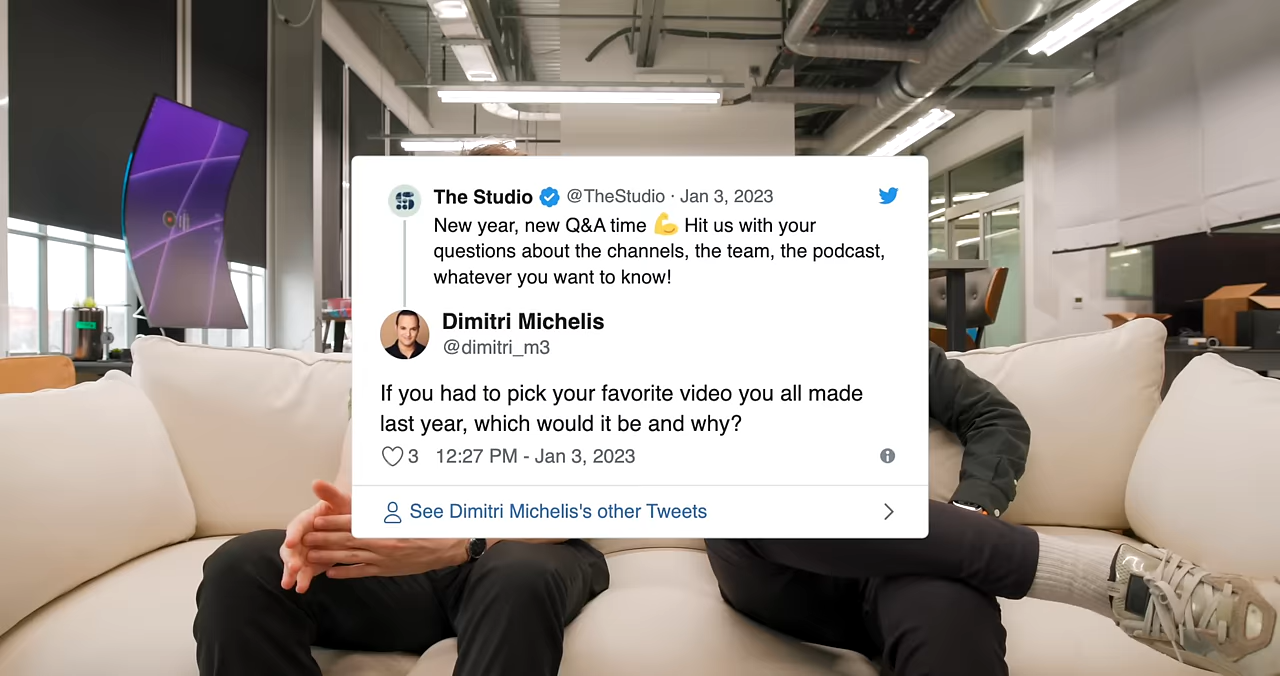 The Studio @TheStudio · Jan 3, 2023
New year, new Q&A time 💪 Hit us with your
questions about the channels, the team, the podcast,
whatever you want to know!
Dimitri Michelis
@dimitri_m3
If you had to pick your favorite video you all made
last year, which would it be and why?
3 12:27 PM - Jan 3, 2023
See Dimitri Michelis's other Tweets